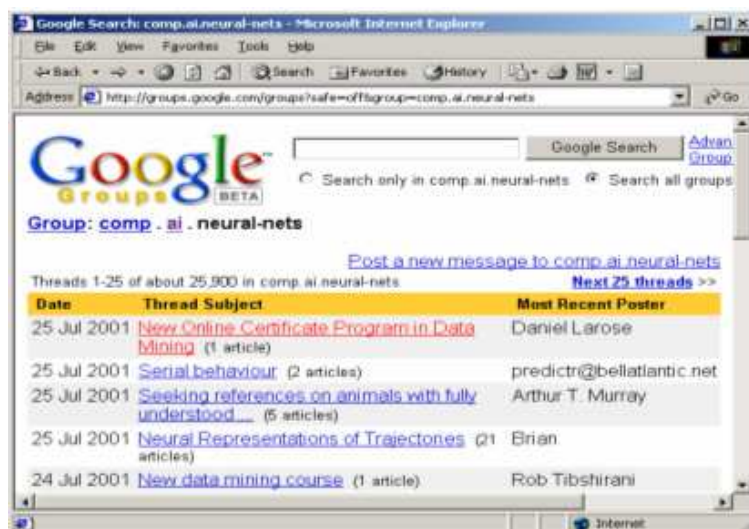 Google Search: comp.ai.neural-nets - Microsoft Internet Explorer
File Edit View Favorites Tools Help
Back Search Favorites History
Address http://groups.google.com/groups?safe=off&group=comp.ai.neural-nets Go
Google Search
Advan
Group
Google™
Groups BETA
Search only in comp.ai.neural-nets Search all groups
Group: comp . ai . neural-nets
Post a new message to comp.ai.neural-nets
Threads 1-25 of about 25,900 in comp.ai.neural-nets Next 25 threads >>
Date Thread Subject Most Recent Poster
25 Jul 2001 New Online Certificate Program in Data Daniel Larose
Mining (1 article)
25 Jul 2001 Serial behaviour (2 articles) predictr@bellatlantic.net
25 Jul 2001 Seeking references on animals with fully Arthur T. Murray
understood ... (5 articles)
25 Jul 2001 Neural Representations of Trajectories (21 Brian
articles)
24 Jul 2001 New data mining course (1 article) Rob Tibshirani
Internet